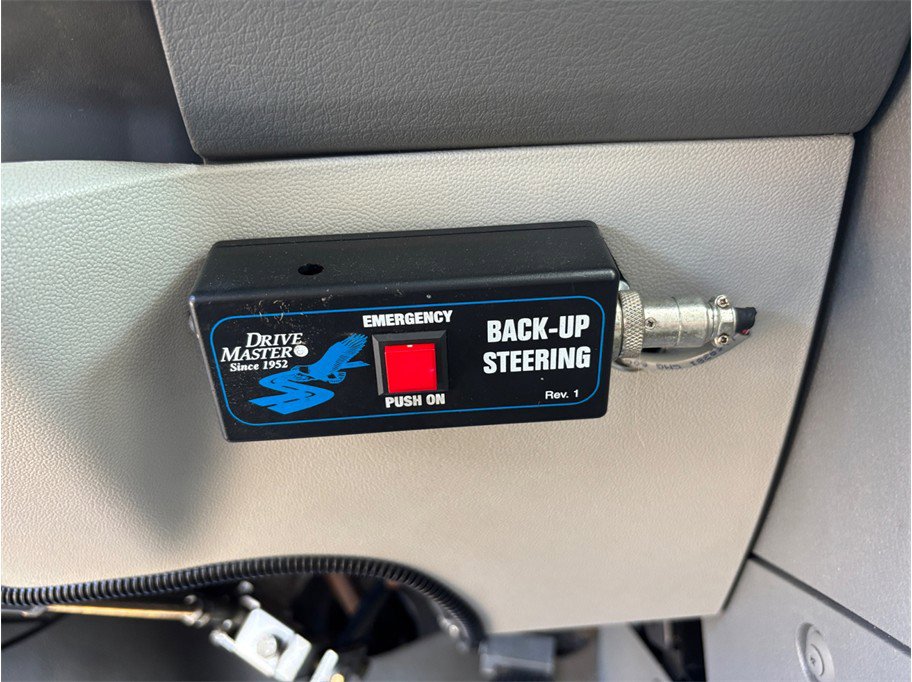 EMERGENCY
DRIVE
MASTER
Since 1952
PUSH ON
BACK-UP
STEERING
Rev. 1